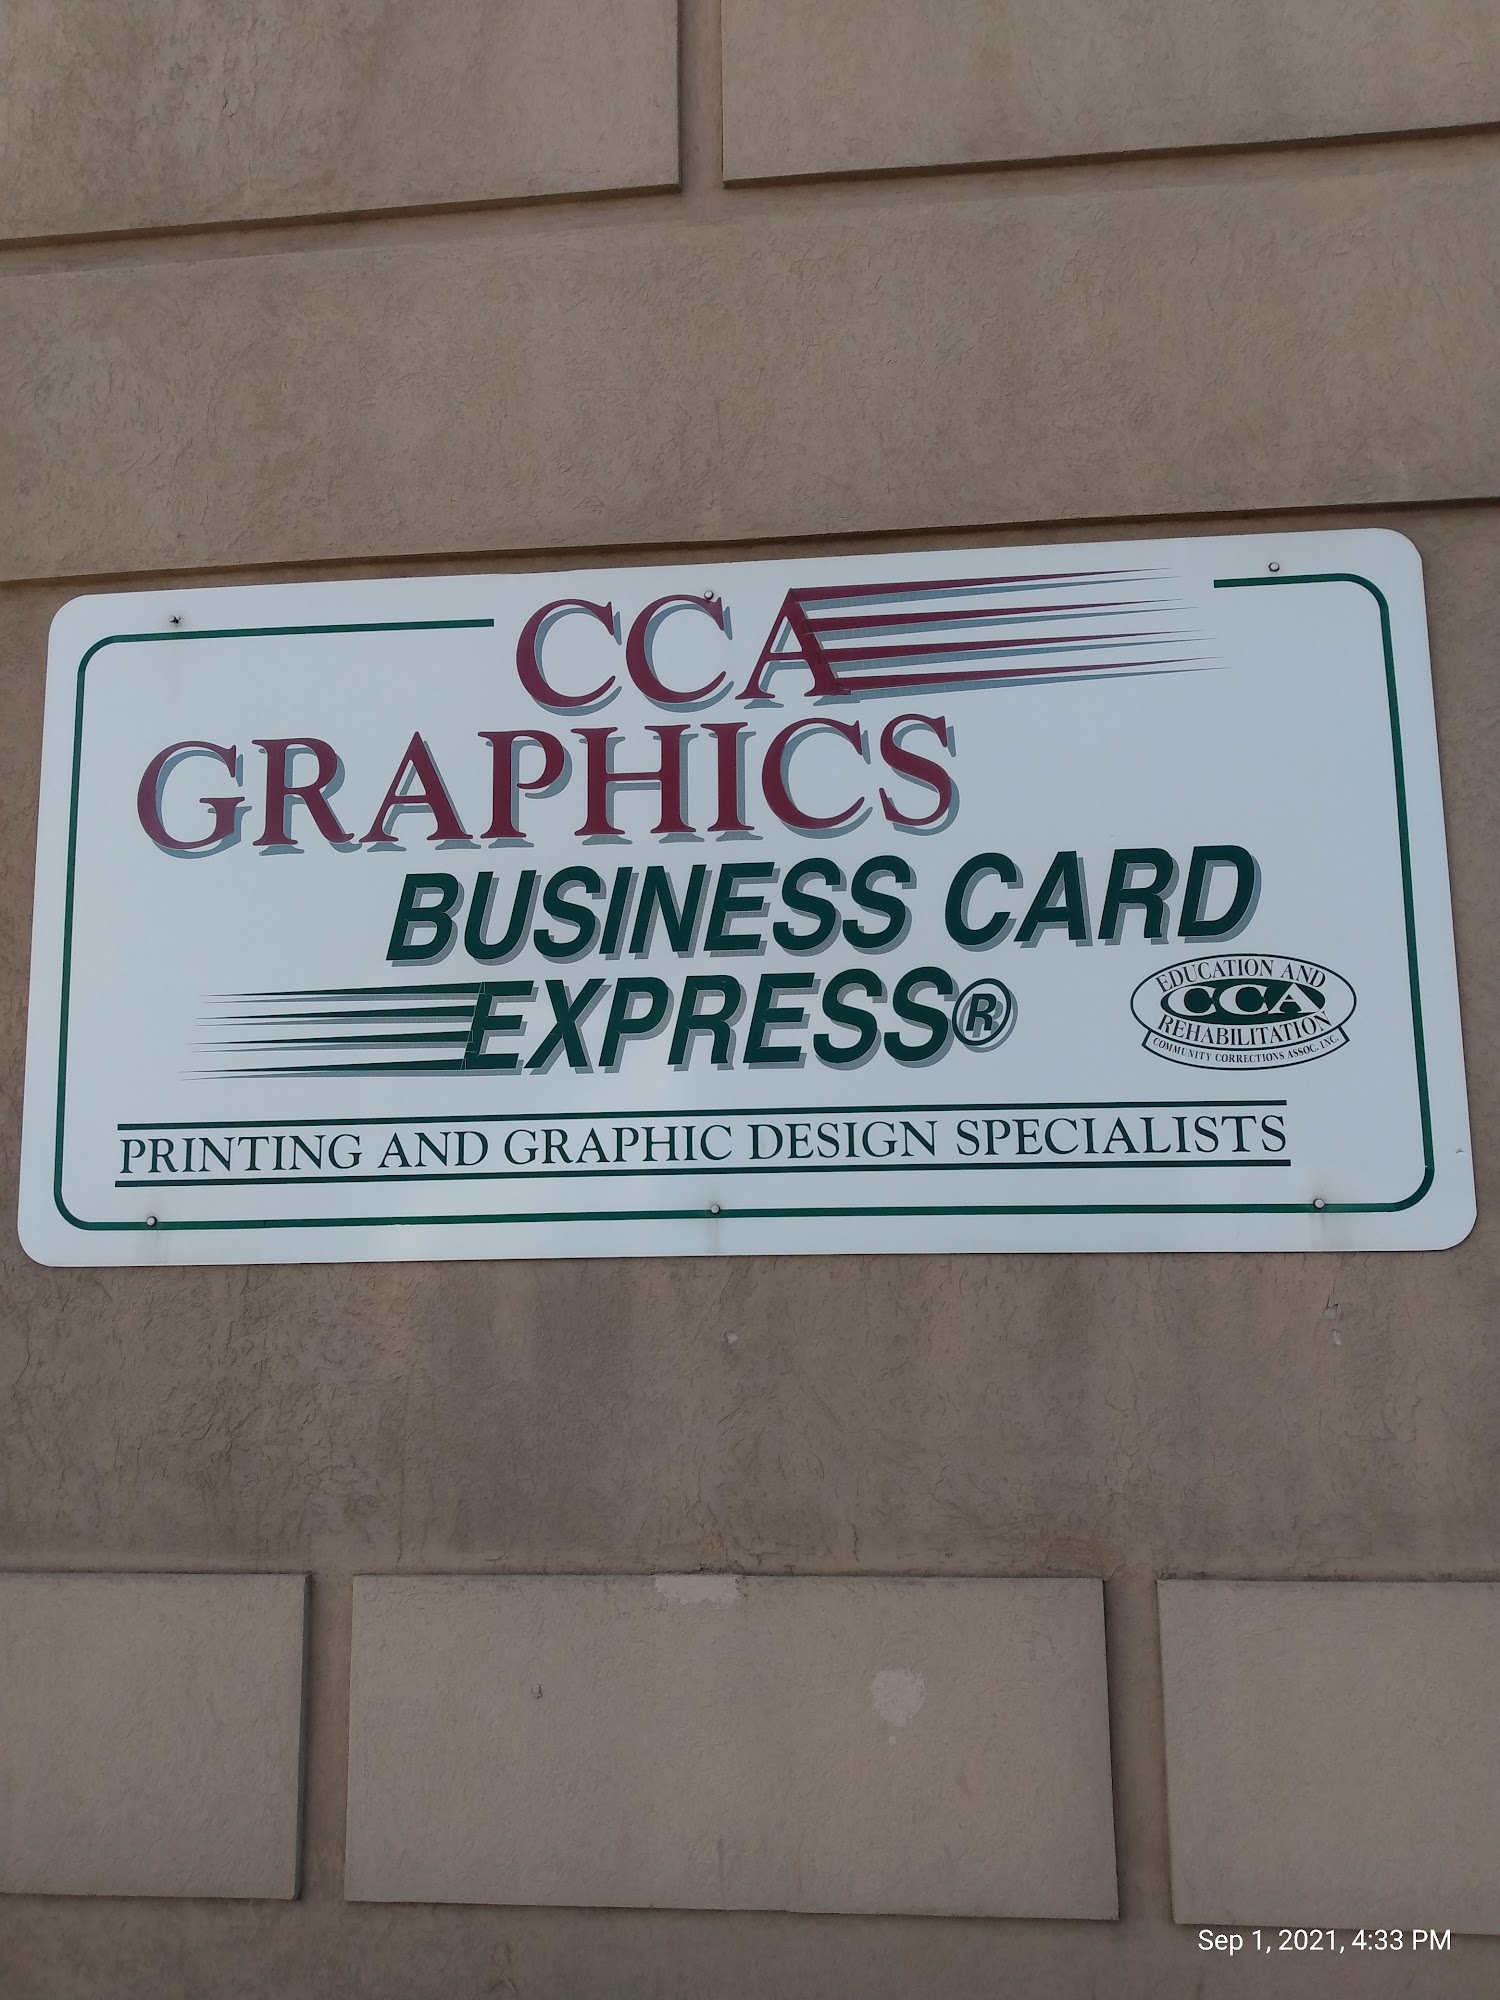 CCA
GRAPHICS
BUSINESS CARD
EXPRESS®
EDUCATION AND
CCA
REHABILITATION
COMMUNITY CORRECTIONS ASSOC. INC.
PRINTING AND GRAPHIC DESIGN SPECIALISTS
Sep 1, 2021, 4:33 PM